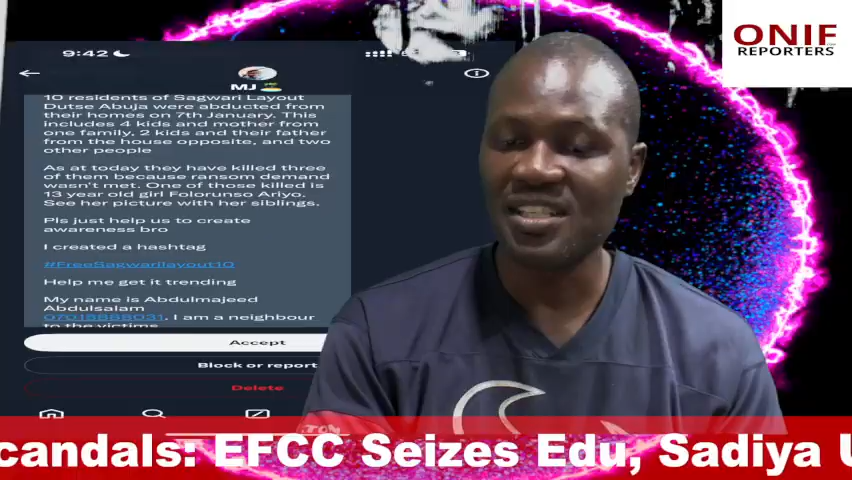 ONIF
REPORTERS
9:42
MJ
10 residents of Sagwari Layout
Dutse Abuja were abducted from
their homes on 7th January. This
includes 4 kids and mother from
one family, 2 kids and their father
from the house opposite, and two
other people
As at today they have killed three
of them because ransom demand
wasn't met. One of those killed is
13 year old girl Folorunso Ariyo.
See her picture with her siblings.
Pls just help us to create
awareness bro
I created a hashtag
#FreeSagwarilayout10
Help me get it trending
My name is Abdulmajeed
Abdulsalam
I am a neighbour
to the victims
Accept
Block or report
Delete
candals: EFCC Seizes Edu, Sadiya U